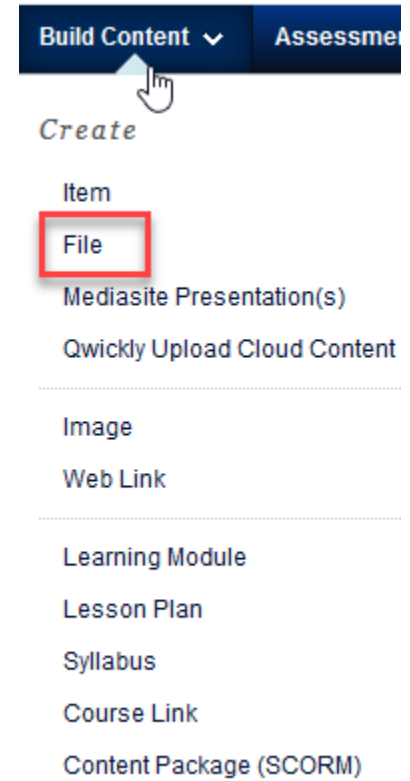 Build Content
Create
Item
File
Mediasite Presentation(s)
Qwickly Upload Cloud Content
Image
Web Link
Learning Module
Lesson Plan
Syllabus
Course Link
Content Package (SCORM)